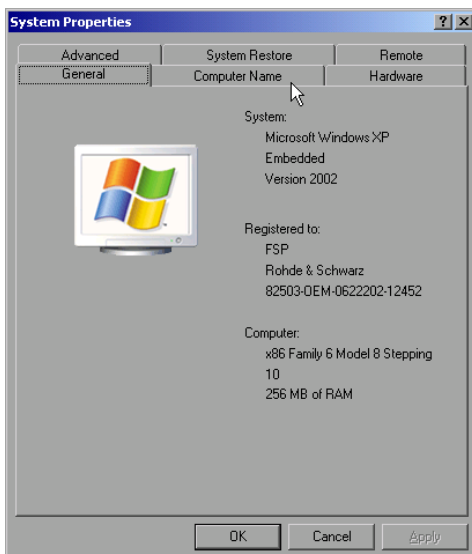 System Properties
Advanced
System Restore
Remote
General
Computer Name
Hardware
System:
Microsoft Windows XP
Embedded
Version 2002
Registered to:
FSP
Rohde & Schwarz
82503-OEM-0622202-12452
Computer:
x86 Family 6 Model 8 Stepping
10
256 MB of RAM
OK
Cancel
Apply